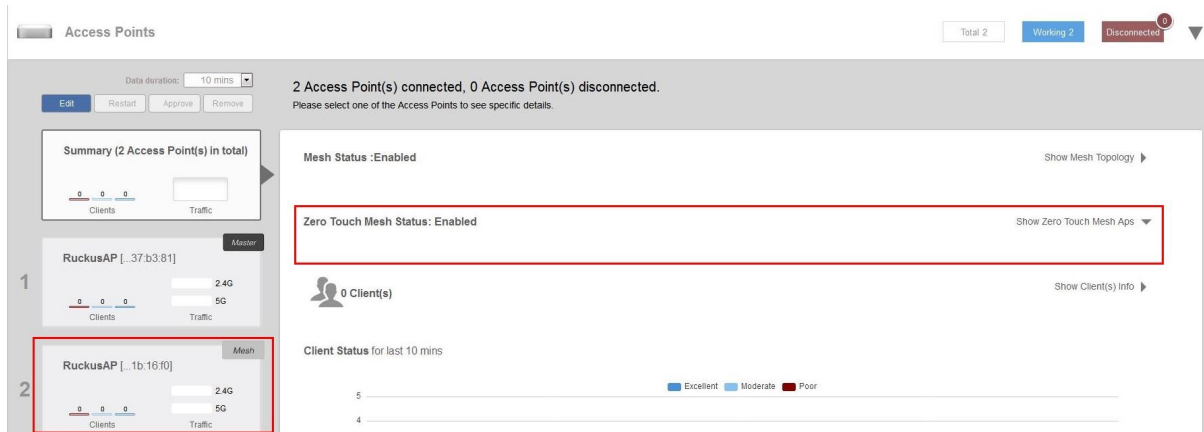 Access Points
Total 2
Working 2
Disconnected
0
Data duration: 10 mins
Edit Restart Approve Remove
2 Access Point(s) connected, 0 Access Point(s) disconnected.
Please select one of the Access Points to see specific details.
Summary (2 Access Point(s) in total)
0 0 0
Clients Traffic
1
Master
RuckusAP [...37:b3:81]
2.4G
5G
0 0 0
Clients Traffic
2
Mesh
RuckusAP [...1b:16:f0]
2.4G
5G
0 0 0
Clients Traffic
Mesh Status :Enabled
Show Mesh Topology
Zero Touch Mesh Status: Enabled
Show Zero Touch Mesh Aps
0 Client(s)
Show Client(s) Info
Client Status for last 10 mins
Excellent Moderate Poor
5
4